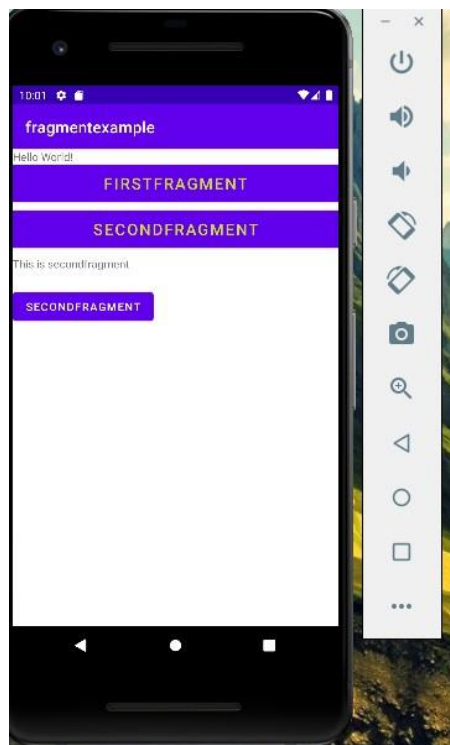 10:01
fragmentexample
Hello World!
FIRSTFRAGMENT
SECONDFRAGMENT
This is secondfragment
SECONDFRAGMENT